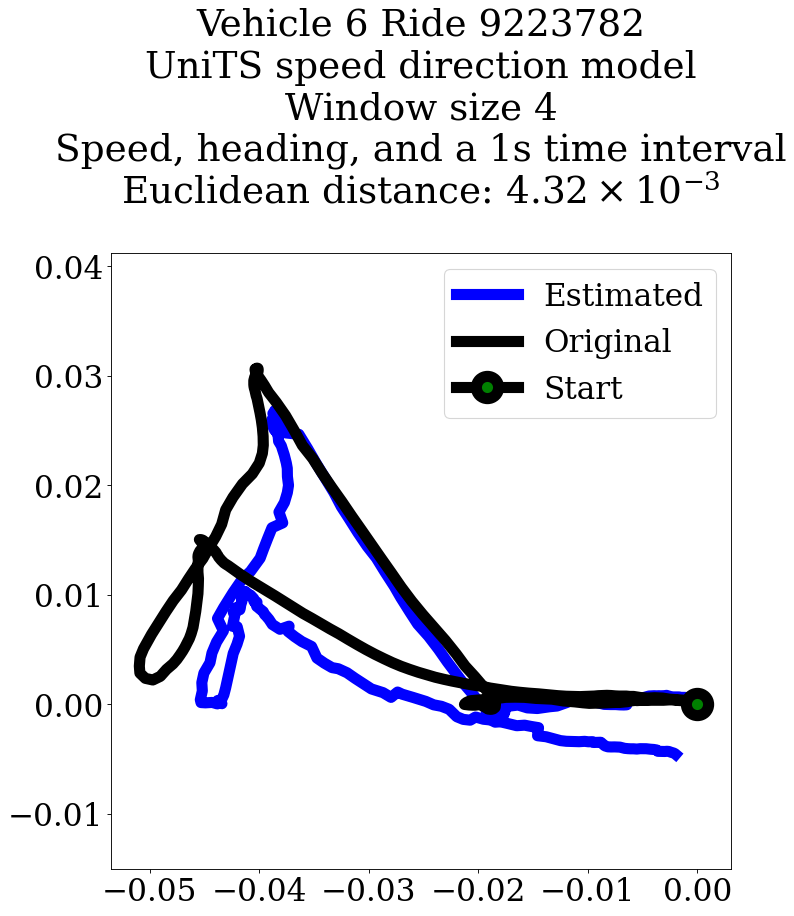 Vehicle 6 Ride 9223782
UniTS speed direction model
Window size 4
Speed, heading, and a 1s time interval
Euclidean distance: 4.32 × 10⁻³
0.04
Estimated
Original
Start
0.03
0.02
0.01
0.00
−0.01
−0.05 −0.04 −0.03 −0.02 −0.01 0.00